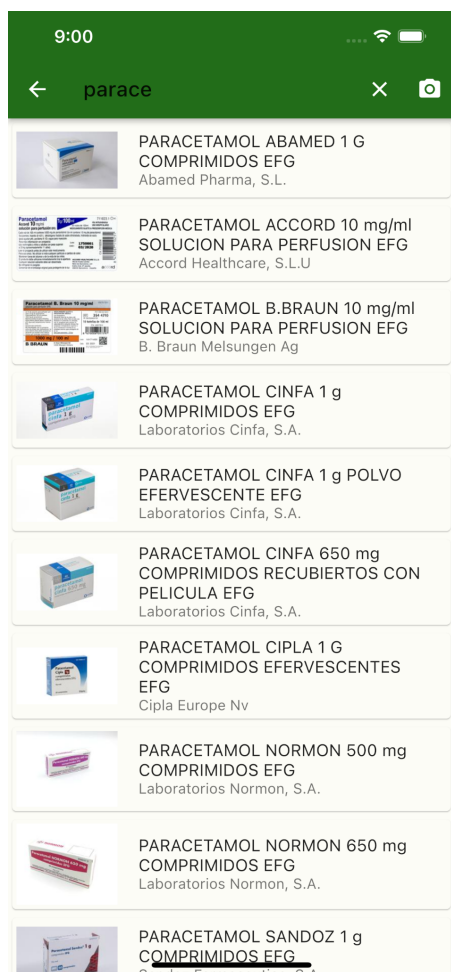 9:00
parace
PARACETAMOL ABAMED 1 G
COMPRIMIDOS EFG
Abamed Pharma, S.L.
PARACETAMOL ACCORD 10 mg/ml
SOLUCION PARA PERFUSION EFG
Accord Healthcare, S.L.U
PARACETAMOL B.BRAUN 10 mg/ml
SOLUCION PARA PERFUSION EFG
B. Braun Melsungen Ag
PARACETAMOL CINFA 1 g
COMPRIMIDOS EFG
Laboratorios Cinfa, S.A.
PARACETAMOL CINFA 1 g POLVO
EFERVESCENTE EFG
Laboratorios Cinfa, S.A.
PARACETAMOL CINFA 650 mg
COMPRIMIDOS RECUBIERTOS CON
PELICULA EFG
Laboratorios Cinfa, S.A.
PARACETAMOL CIPLA 1 G
COMPRIMIDOS EFERVESCENTES
EFG
Cipla Europe Nv
PARACETAMOL NORMON 500 mg
COMPRIMIDOS EFG
Laboratorios Normon, S.A.
PARACETAMOL NORMON 650 mg
COMPRIMIDOS EFG
Laboratorios Normon, S.A.
PARACETAMOL SANDOZ 1 g
COMPRIMIDOS EFG